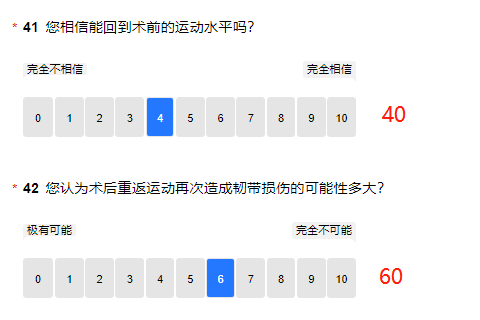 * 41 您相信能回到术前的运动水平吗?
完全不相信 完全相信
0 1 2 3 4 5 6 7 8 9 10 40
* 42 您认为术后重返运动再次造成韧带损伤的可能性多大?
极有可能 完全不可能
0 1 2 3 4 5 6 7 8 9 10 60